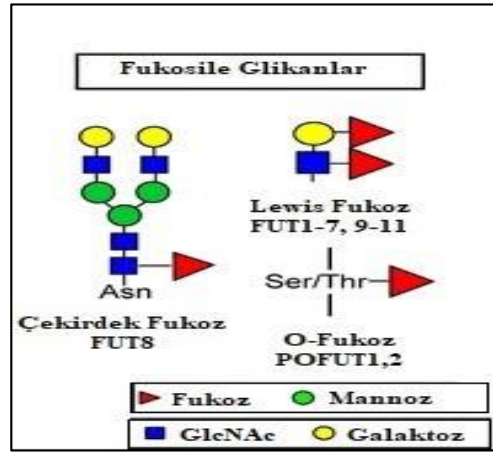 Fukosile Glikanlar
Lewis Fukoz
FUT1-7, 9-11
Asn
Çekirdek Fukoz
FUT8
Ser/Thr
O-Fukoz
POFUT1,2
Fukoz Mannoz
GlcNAc Galaktoz